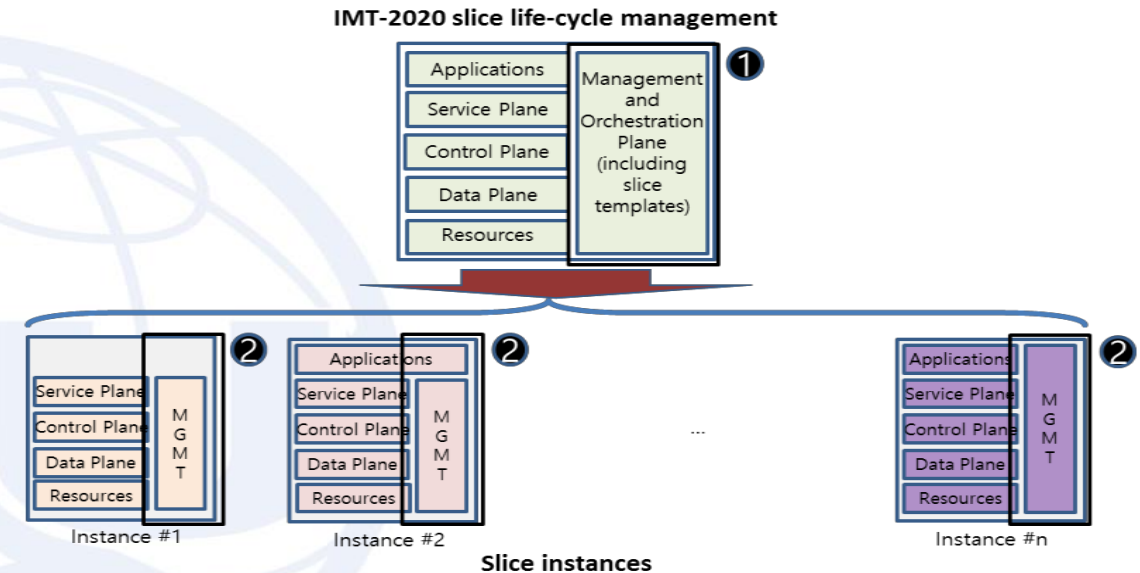 IMT-2020 slice life-cycle management
Applications
Service Plane
Control Plane
Data Plane
Resources
Management
and
Orchestration
Plane
(including
slice
templates)
1
Service Plane
Control Plane
Data Plane
Resources
M
G
M
T
2
Instance #1
Applications
Service Plane
Control Plane
Data Plane
Resources
M
G
M
T
2
Instance #2
...
Applications
Service Plane
Control Plane
Data Plane
Resources
M
G
M
T
2
Instance #n
Slice instances